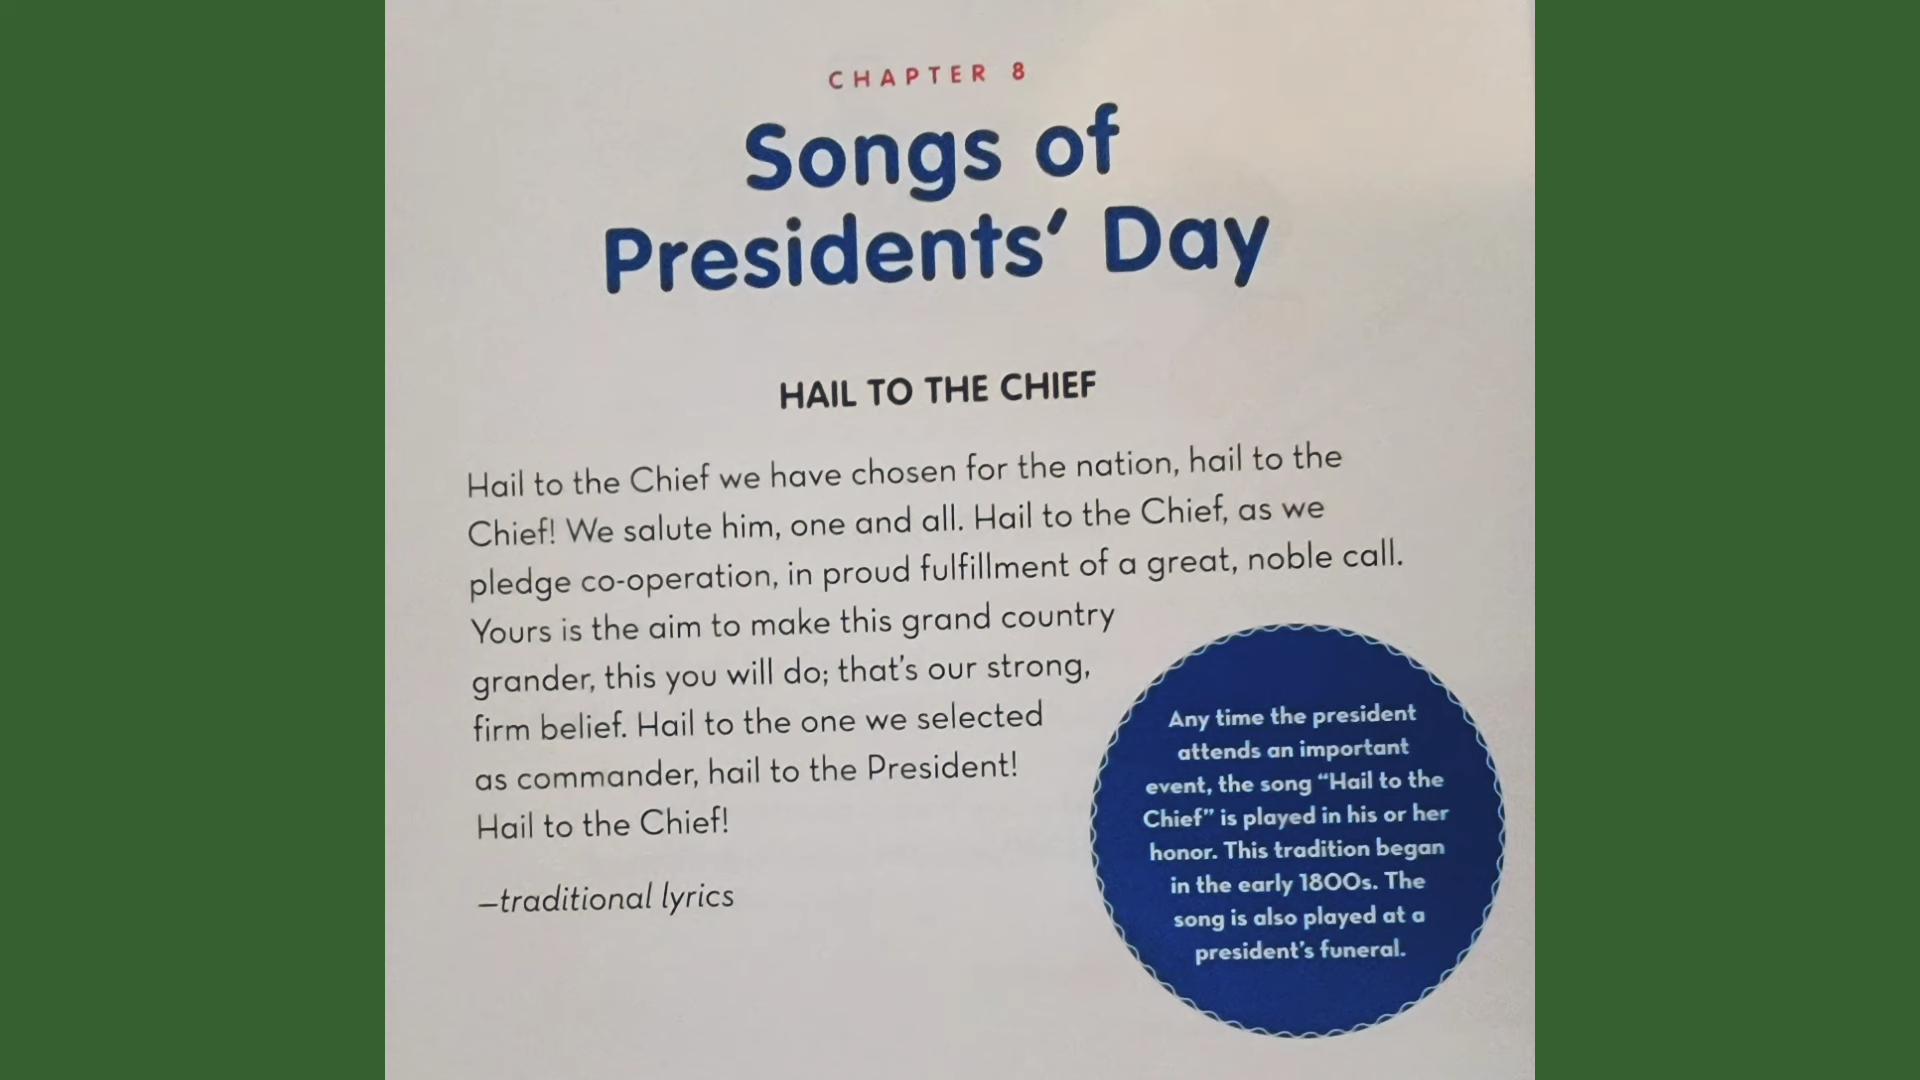 CHAPTER 8
Songs of
Presidents' Day
HAIL TO THE CHIEF
Hail to the Chief we have chosen for the nation, hail to the
Chief! We salute him, one and all. Hail to the Chief, as we
pledge co-operation, in proud fulfillment of a great, noble call.
Yours is the aim to make this grand country
grander, this you will do; that's our strong,
firm belief. Hail to the one we selected
as commander, hail to the President!
Hail to the Chief!
—traditional lyrics
Any time the president
attends an important
event, the song “Hail to the
Chief” is played in his or her
honor. This tradition began
in the early 1800s. The
song is also played at a
president's funeral.